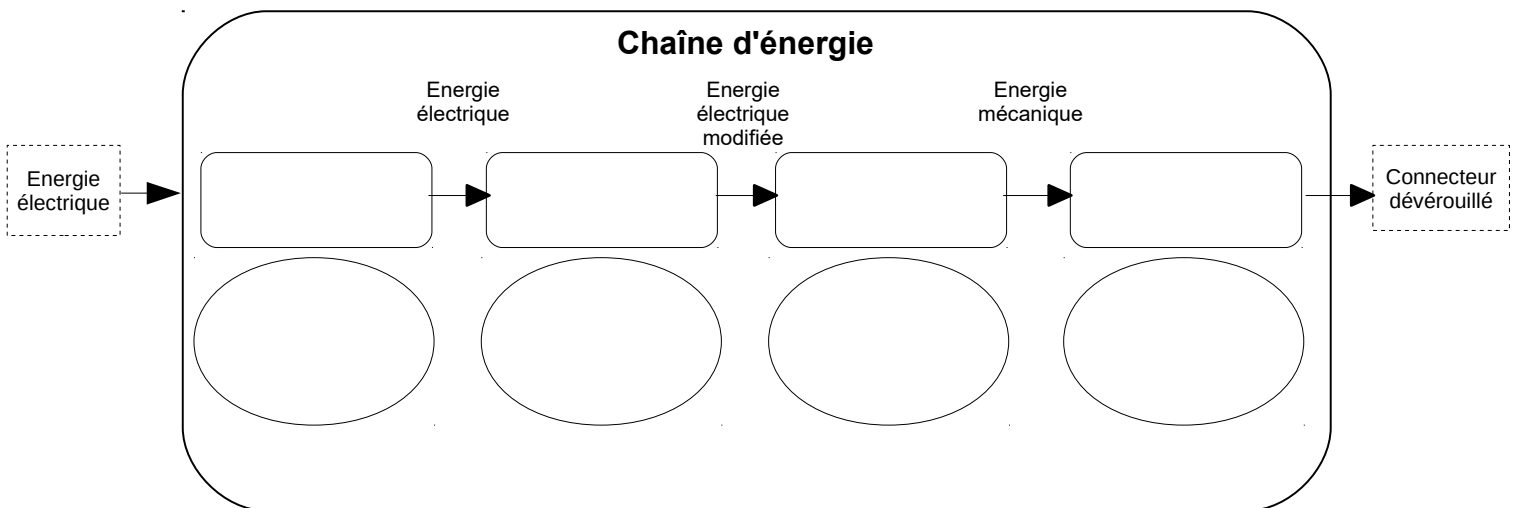 Chaîne d'énergie
Energie
électrique
Energie
électrique
Energie
électrique
modifiée
Energie
mécanique
Connecteur
dévérouillé